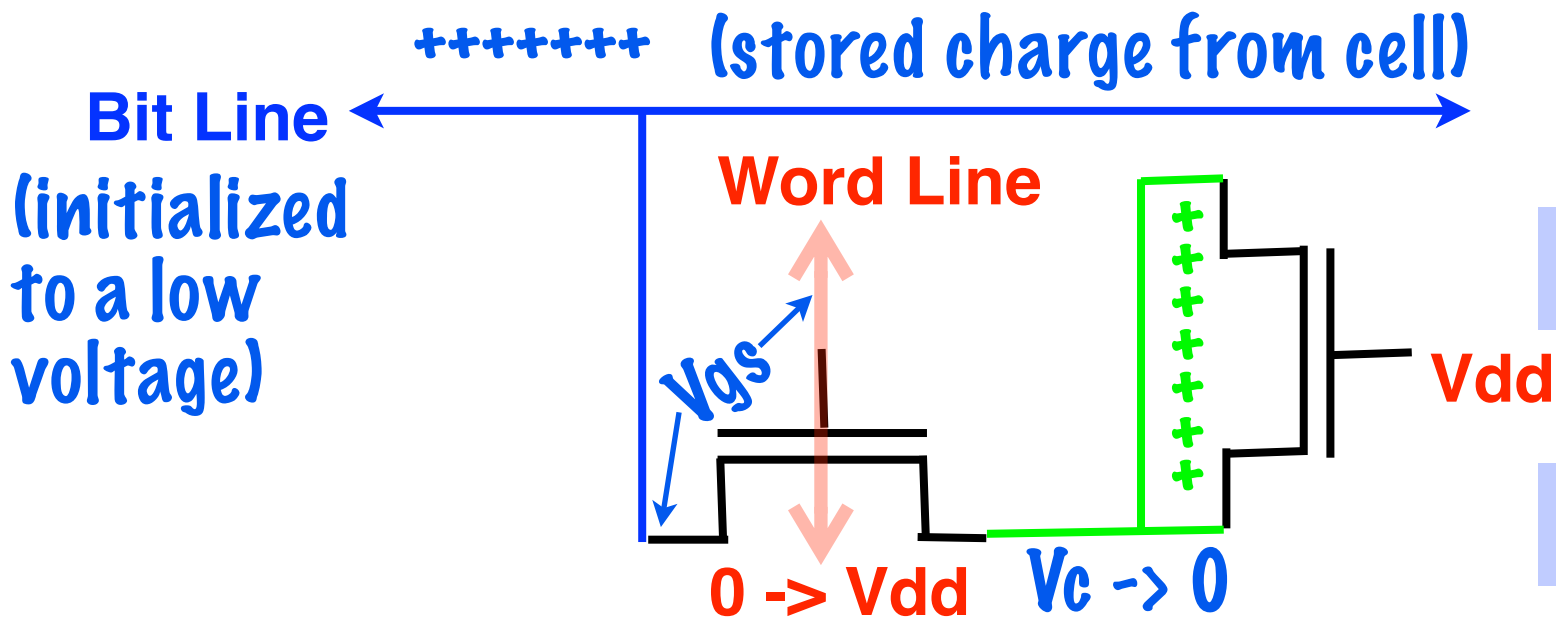 +++++++ (stored charge from cell)
Bit Line
(initialized
to a low
voltage)
Word Line
Vgs
+
+
+
+
+
+
+
Vdd
0 -> Vdd
Vc -> 0